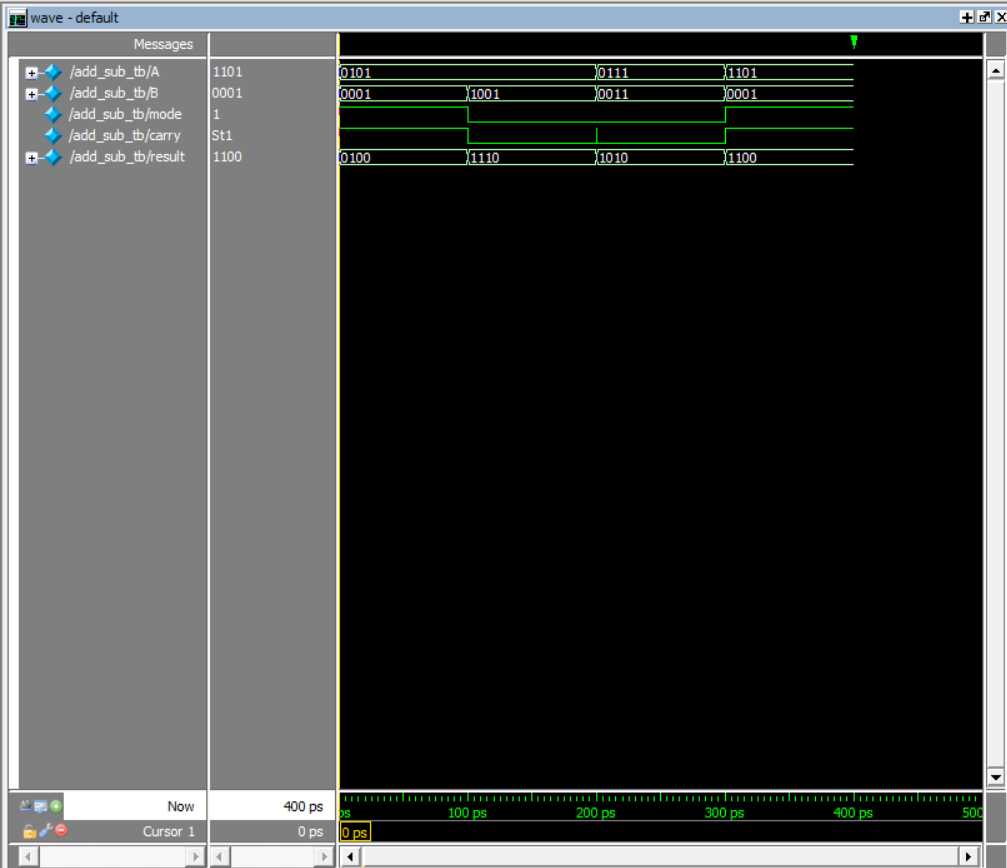 wave - default
Messages
/add_sub_tb/A 1101 0101 0111 1101
/add_sub_tb/B 0001 0001 1001 0011 0001
/add_sub_tb/mode 1
/add_sub_tb/carry St1
/add_sub_tb/result 1100 0100 1110 1010 1100
Now 400 ps ps 100 ps 200 ps 300 ps 400 ps 500
Cursor 1 0 ps 0 ps